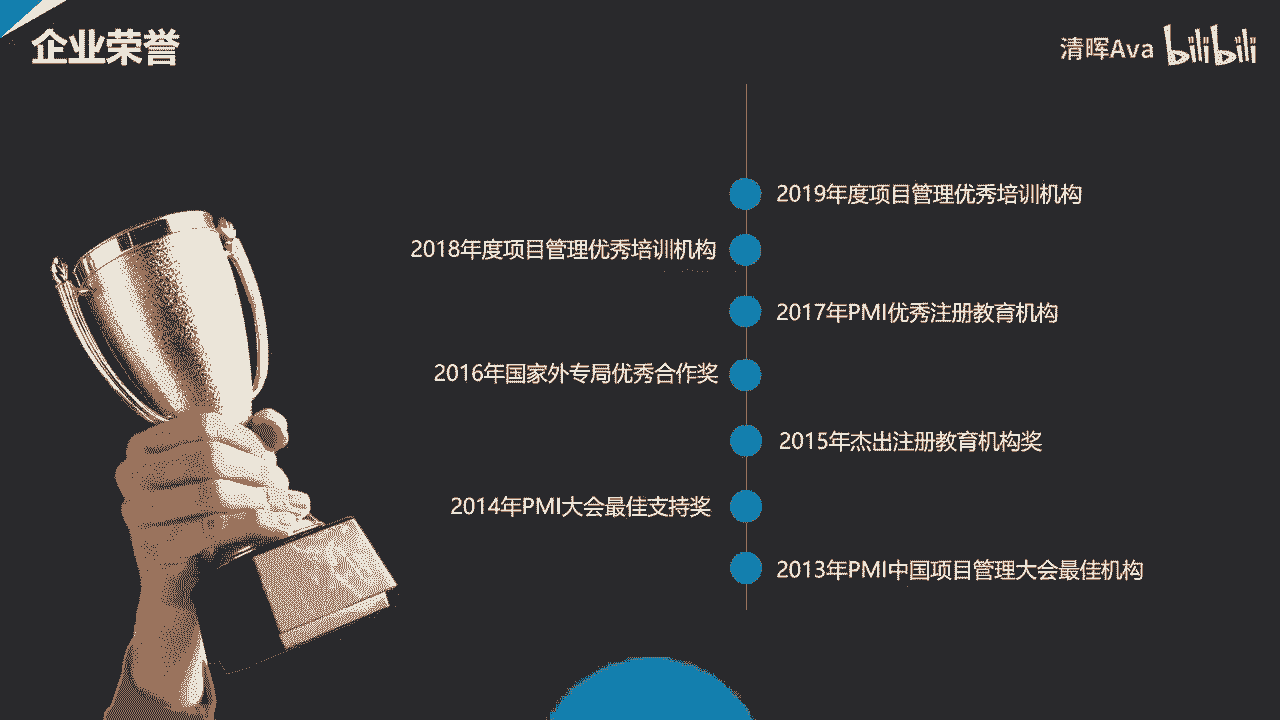 企业荣誉
清晖Ava bilibili
2019年度项目管理优秀培训机构
2018年度项目管理优秀培训机构
2017年PMI优秀注册教育机构
2016年国家外专局优秀合作奖
2015年杰出注册教育机构奖
2014年PMI大会最佳支持奖
2013年PMI中国项目管理大会最佳机构